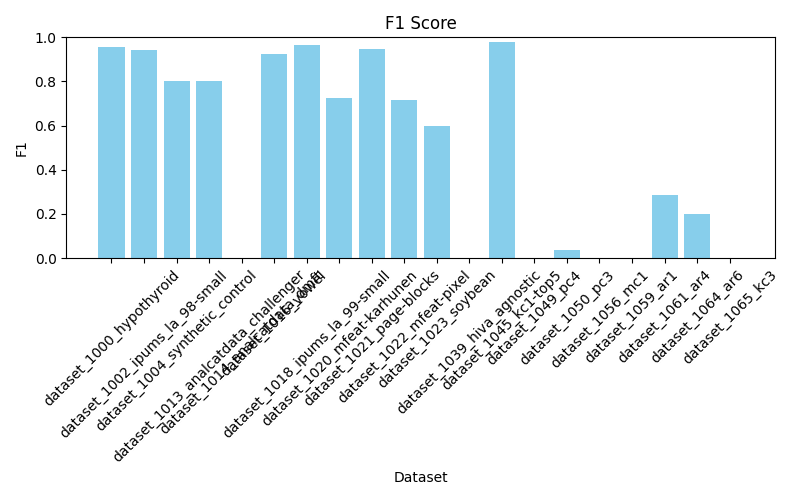 F1 Score
1.0
0.8
0.6
0.4
0.2
0.0
F1
dataset_1000_hypothyroid
dataset_1002_ipums_la_98-small
dataset_1004_synthetic_control
dataset_1013_analcatdata_challenger
dataset_1014_analcatdata_dmft
dataset_1016_vowel
dataset_1018_ipums_la_99-small
dataset_1020_mfeat-karhunen
dataset_1021_page-blocks
dataset_1022_mfeat-pixel
dataset_1023_soybean
dataset_1039_hiva_agnostic
dataset_1045_kc1-top5
dataset_1049_pc4
dataset_1050_pc3
dataset_1056_mc1
dataset_1059_ar1
dataset_1061_ar4
dataset_1064_ar6
dataset_1065_kc3
Dataset